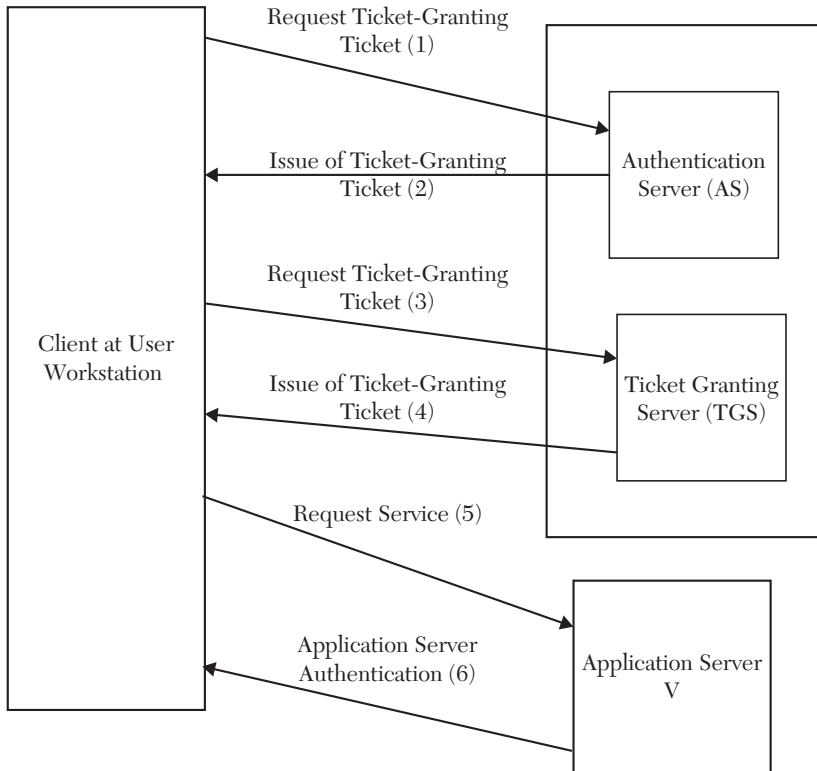 Request Ticket-Granting
Ticket (1)
Authentication
Server (AS)
Issue of Ticket-Granting
Ticket (2)
Request Ticket-Granting
Ticket (3)
Client at User
Workstation
Ticket Granting
Server (TGS)
Issue of Ticket-Granting
Ticket (4)
Request Service (5)
Application Server
Authentication (6)
Application Server
V